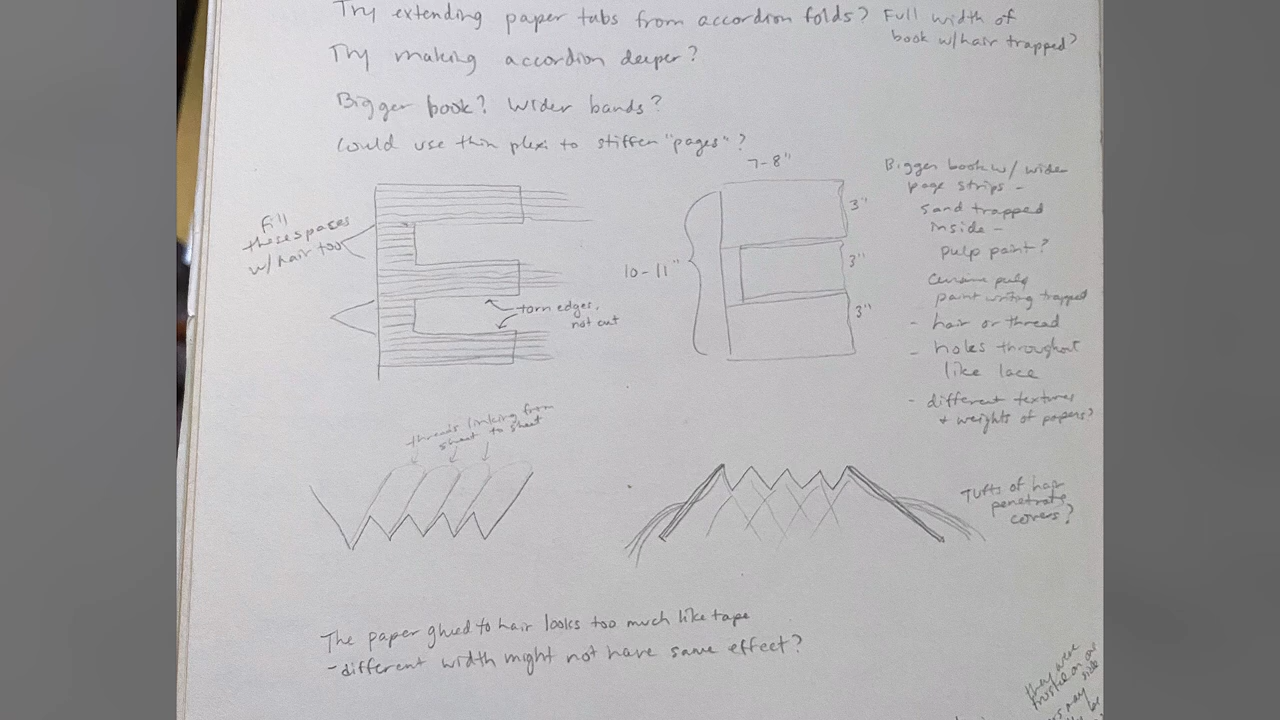 Try extending paper tabs from accordion folds? Full width of
book w/hair trapped?
Try making accordion deeper?
Bigger book? Wider bands?
Could use thin plexi to stiffen "pages"?
Fill
these spaces
w/ hair too
torn edges,
not cut
7-8"
3"
10-11"
3"
3"
Bigger book w/ wider
page strips -
sand trapped
inside -
pulp paint?
pulp
paint writing trapped
- hair or thread
- holes throughout
like lace
- different textures
+ weights of papers?
threads linking from
sheet to sheet
Tufts of hair
penetrate
covers?
The paper glued to hair looks too much like tape
- different width might not have same effect?
they were
side
may